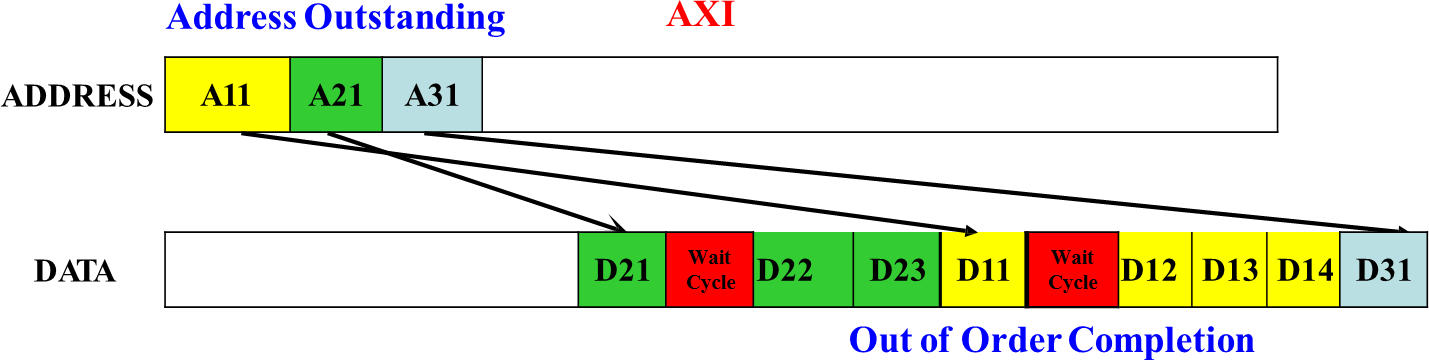 Address Outstanding AXI
ADDRESS A11 A21 A31
DATA D21 Wait Cycle D22 D23 D11 Wait Cycle D12 D13 D14 D31
Out of Order Completion